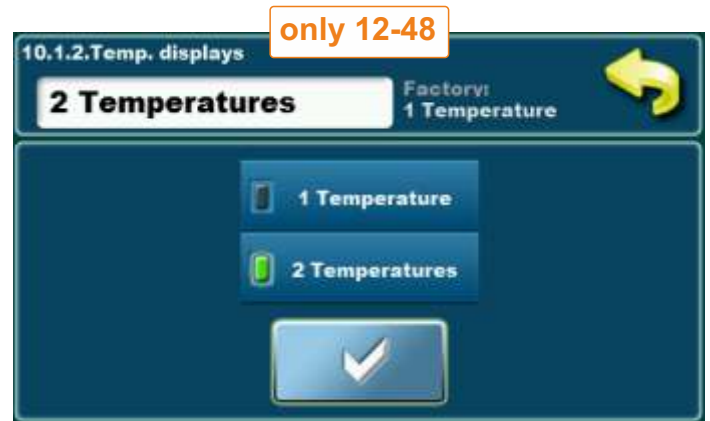 only 12-48
10.1.2.Temp. displays
2 Temperatures
Factory:
1 Temperature
1 Temperature
2 Temperatures